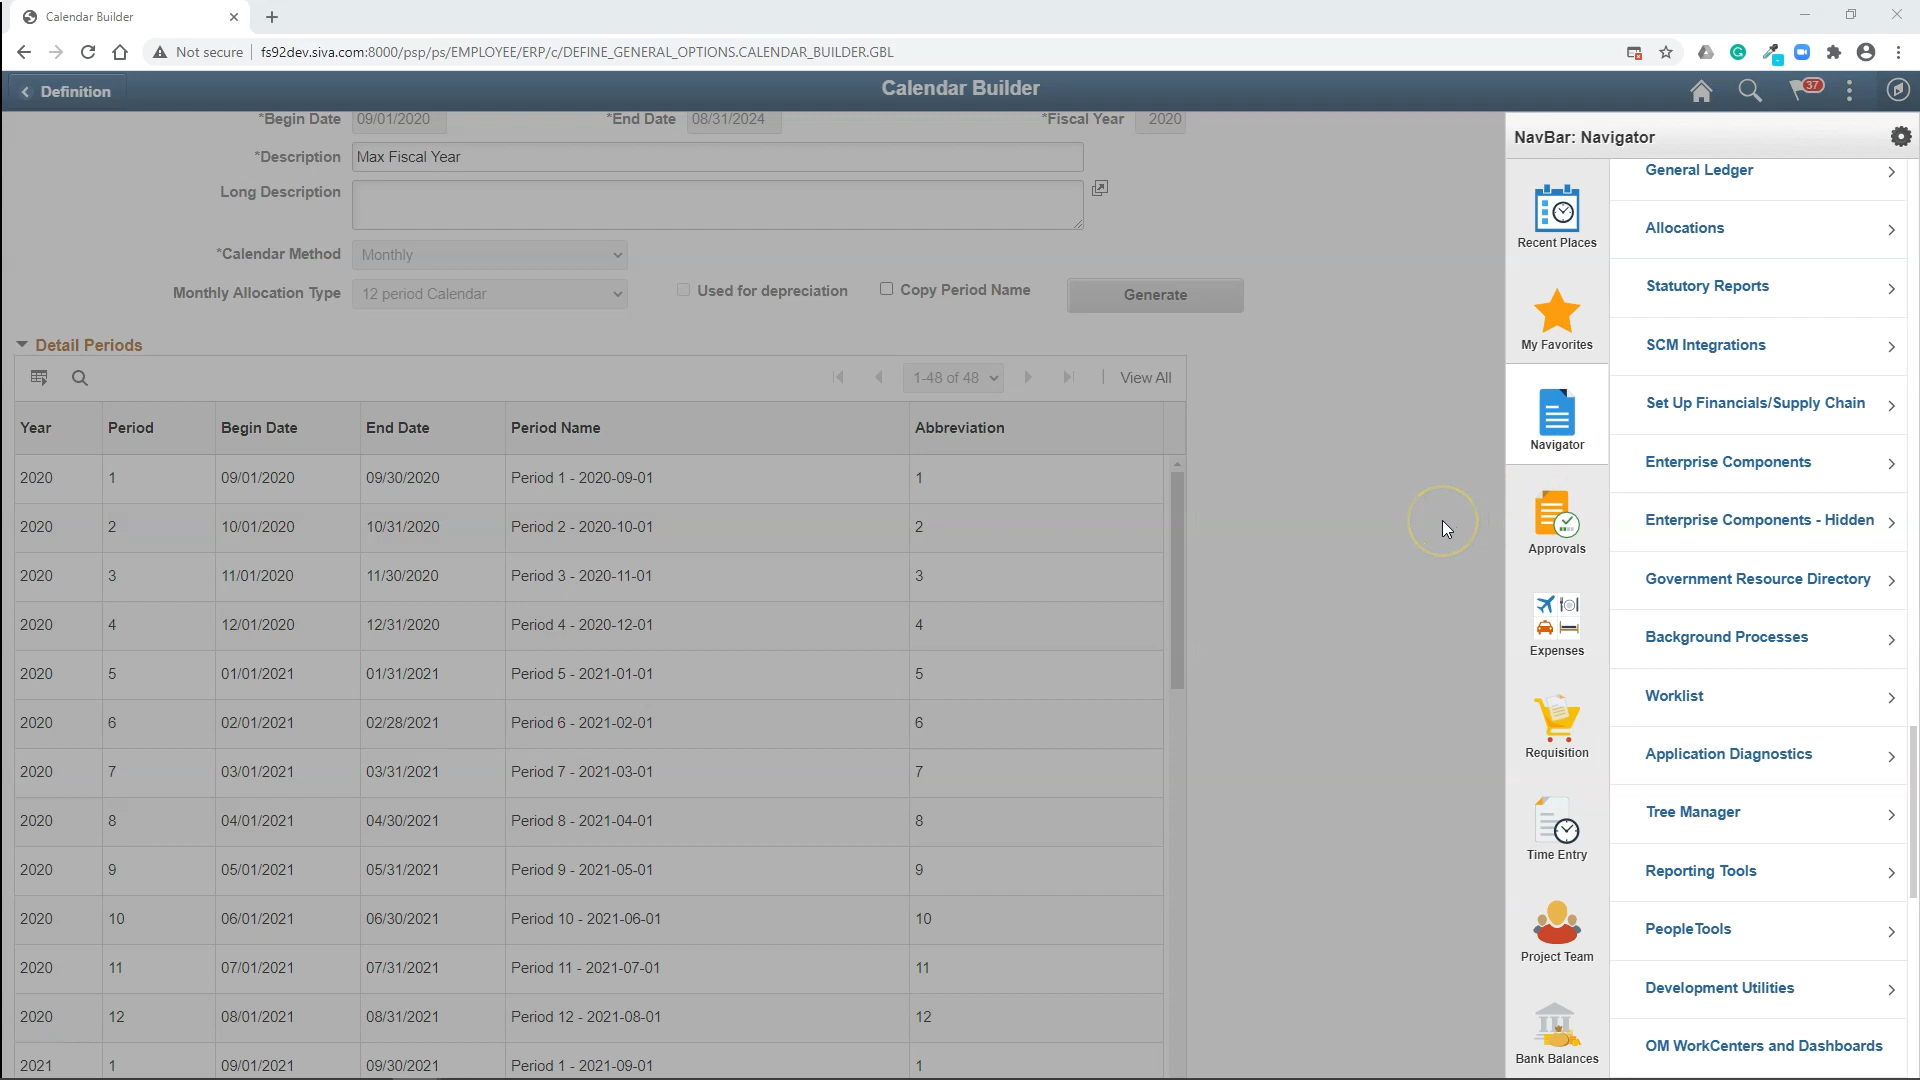 Calendar Builder
Not secure
fs92dev.siva.com:8000/psp/ps/EMPLOYEE/ERP/c/DEFINE_GENERAL_OPTIONS.CALENDAR_BUILDER.GBL
Definition
Calendar Builder
37
*Begin Date 09/01/2020 *End Date 08/31/2024 *Fiscal Year 2020
*Description Max Fiscal Year
Long Description
*Calendar Method Monthly
Monthly Allocation Type 12 period Calendar Used for depreciation Copy Period Name Generate
Detail Periods
1-48 of 48 | View All
Year Period Begin Date End Date Period Name Abbreviation
2020 1 09/01/2020 09/30/2020 Period 1 - 2020-09-01 1
2020 2 10/01/2020 10/31/2020 Period 2 - 2020-10-01 2
2020 3 11/01/2020 11/30/2020 Period 3 - 2020-11-01 3
2020 4 12/01/2020 12/31/2020 Period 4 - 2020-12-01 4
2020 5 01/01/2021 01/31/2021 Period 5 - 2021-01-01 5
2020 6 02/01/2021 02/28/2021 Period 6 - 2021-02-01 6
2020 7 03/01/2021 03/31/2021 Period 7 - 2021-03-01 7
2020 8 04/01/2021 04/30/2021 Period 8 - 2021-04-01 8
2020 9 05/01/2021 05/31/2021 Period 9 - 2021-05-01 9
2020 10 06/01/2021 06/30/2021 Period 10 - 2021-06-01 10
2020 11 07/01/2021 07/31/2021 Period 11 - 2021-07-01 11
2020 12 08/01/2021 08/31/2021 Period 12 - 2021-08-01 12
2021 1 09/01/2021 09/30/2021 Period 1 - 2021-09-01 1
NavBar: Navigator
Recent Places
My Favorites
Navigator
Approvals
Expenses
Requisition
Time Entry
Project Team
Bank Balances
General Ledger
Allocations
Statutory Reports
SCM Integrations
Set Up Financials/Supply Chain
Enterprise Components
Enterprise Components - Hidden
Government Resource Directory
Background Processes
Worklist
Application Diagnostics
Tree Manager
Reporting Tools
PeopleTools
Development Utilities
OM WorkCenters and Dashboards